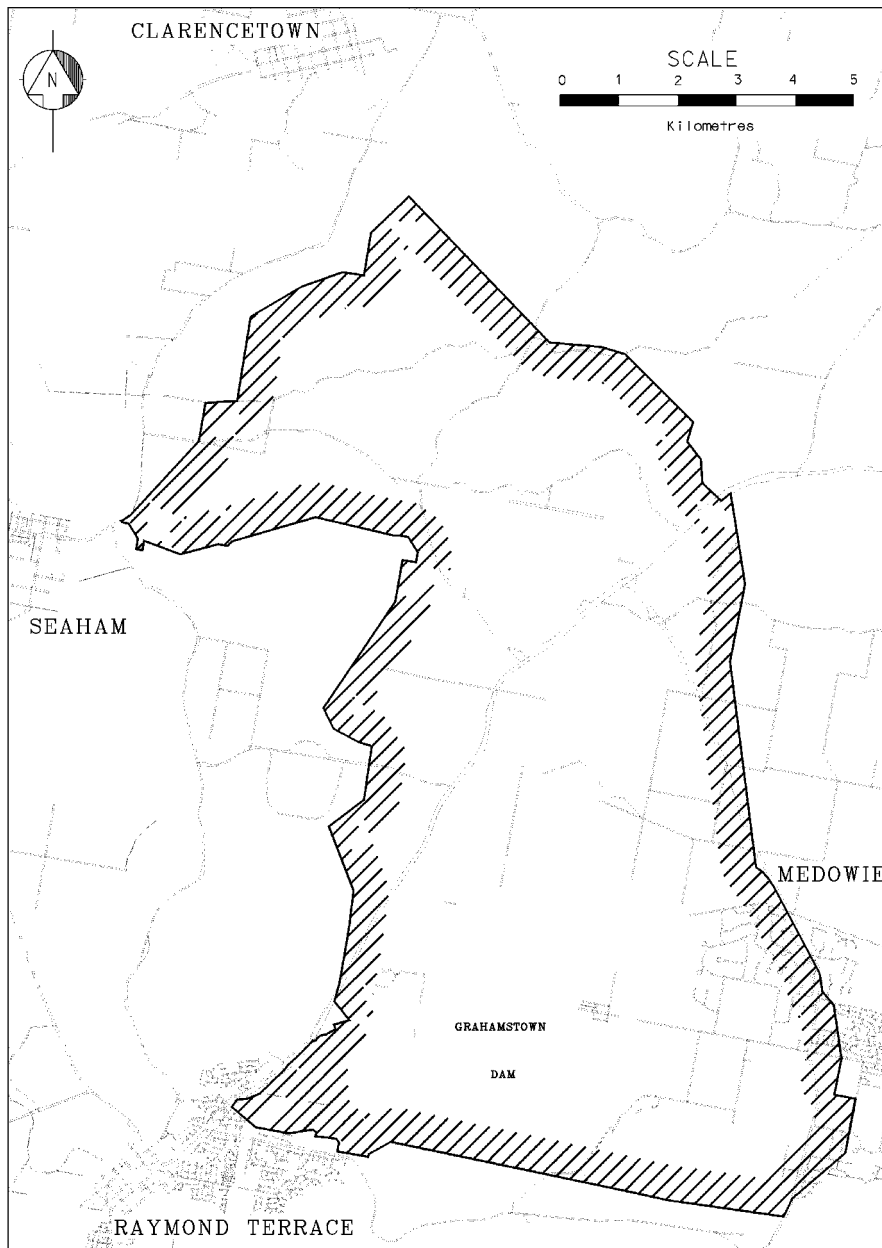 CLARENCETOWN
N
SCALE
0 1 2 3 4 5
Kilometres
SEAHAM
MEDOWIE
GRAHAMSTOWN
DAM
RAYMOND TERRACE